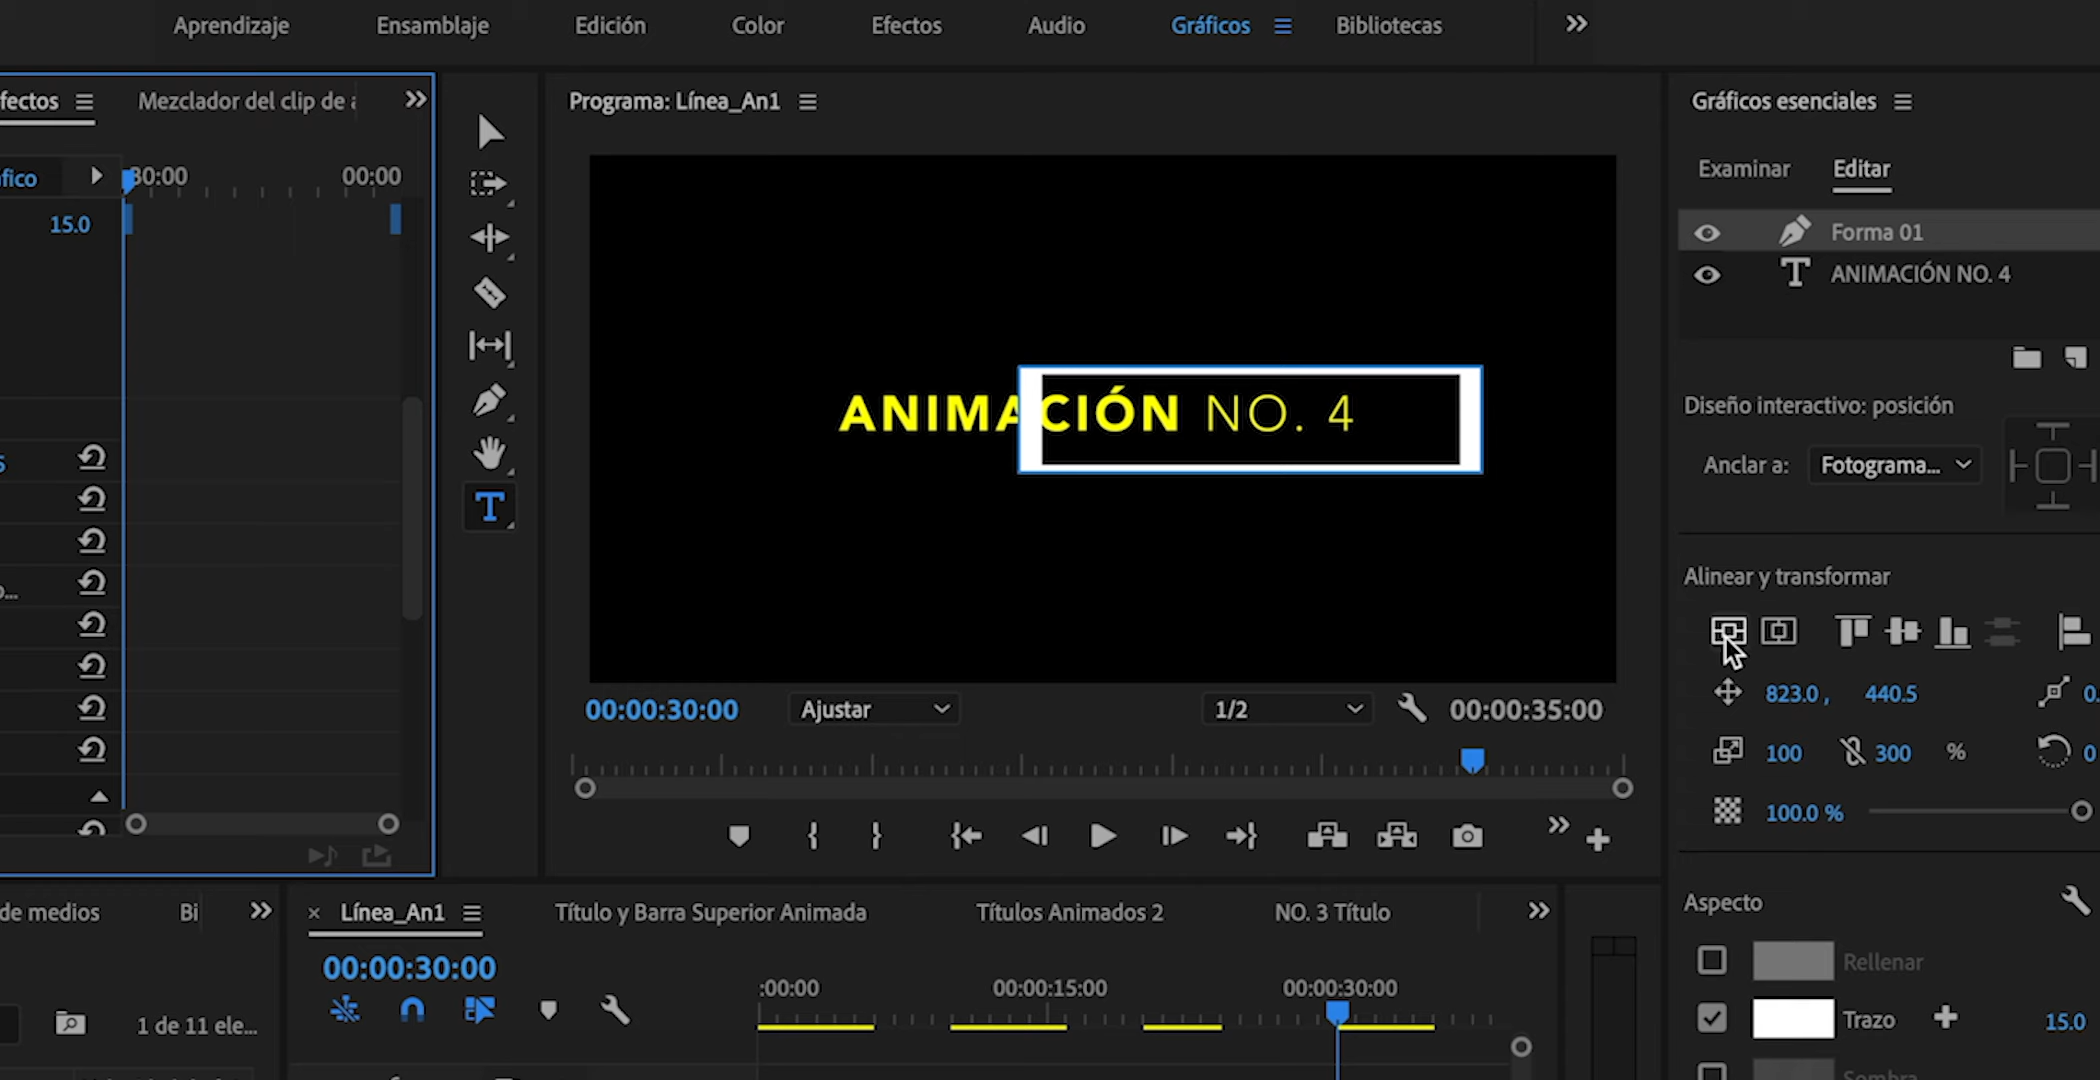 Aprendizaje Ensamblaje Edición Color Efectos Audio Gráficos Bibliotecas
fectos Mezclador del clip de a
Programa: Línea_An1
Gráficos esenciales
Examinar Editar
áfico 30:00 00:00
15.0
Forma 01
T ANIMACIÓN NO. 4
ANIMACIÓN NO. 4
Diseño interactivo: posición
Anclar a: Fotograma...
5
o...
Alinear y transformar
823.0 , 440.5 0.
100 300 % 0
100.0 %
00:00:30:00 Ajustar 1/2 00:00:35:00
de medios Bi
× Línea_An1 Título y Barra Superior Animada Títulos Animados 2 NO. 3 Título
00:00:30:00
:00:00 00:00:15:00 00:00:30:00
1 de 11 ele...
Aspecto
Rellenar
Trazo 15.0